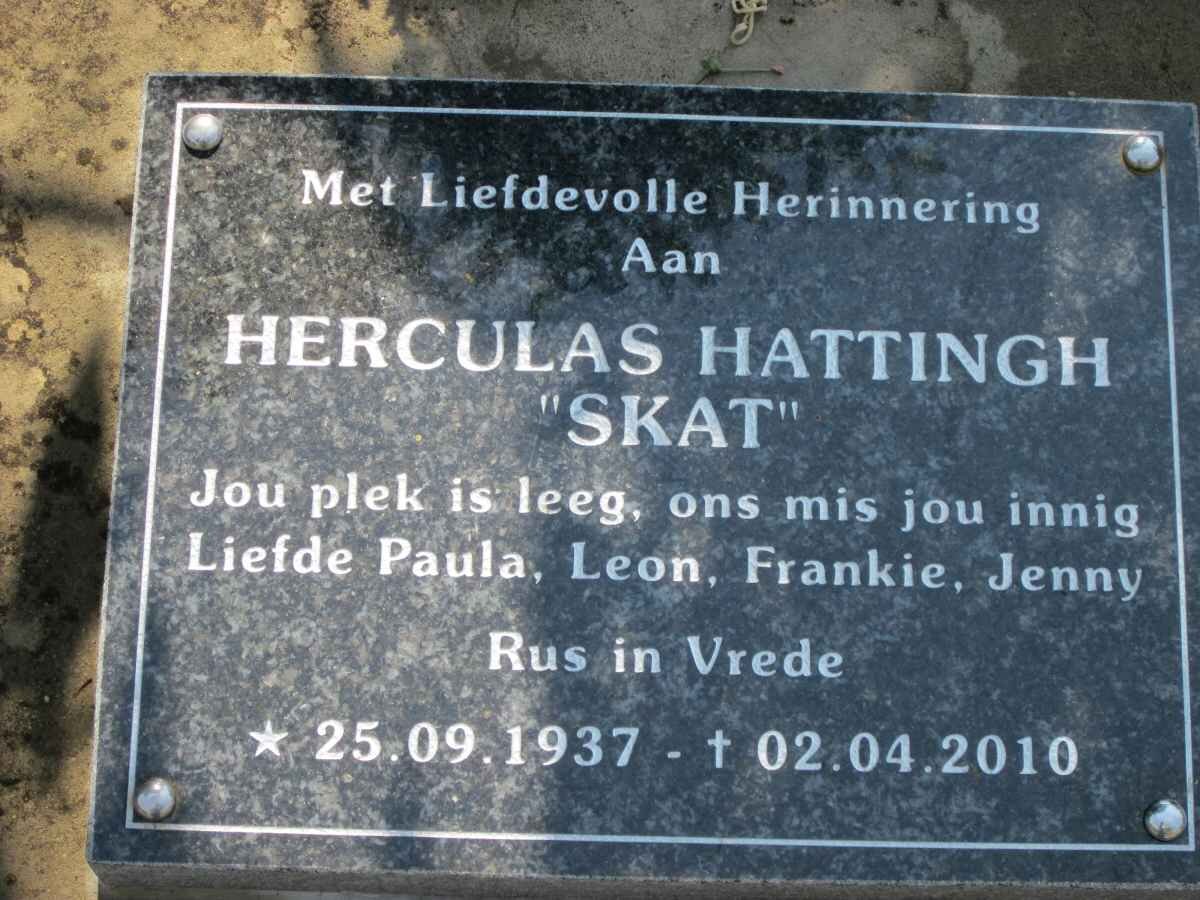 Met Liefdevolle Herinnering
Aan
HERCULAS HATTINGH
"SKAT"
Jou plek is leeg, ons mis jou innig
Liefde Paula, Leon, Frankie, Jenny
Rus in Vrede
★ 25.09.1937 - † 02.04.2010